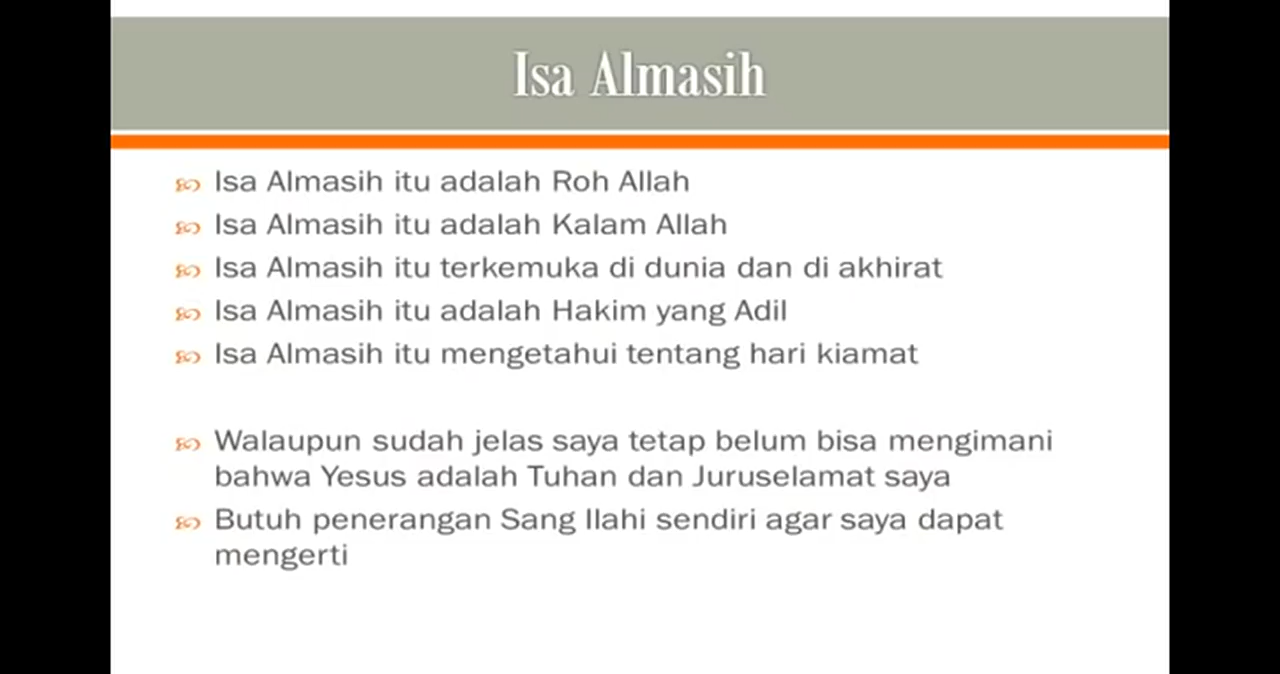 Isa Almasih
Isa Almasih itu adalah Roh Allah
Isa Almasih itu adalah Kalam Allah
Isa Almasih itu terkemuka di dunia dan di akhirat
Isa Almasih itu adalah Hakim yang Adil
Isa Almasih itu mengetahui tentang hari kiamat
Walaupun sudah jelas saya tetap belum bisa mengimani
bahwa Yesus adalah Tuhan dan Juruselamat saya
Butuh penerangan Sang Ilahi sendiri agar saya dapat
mengerti